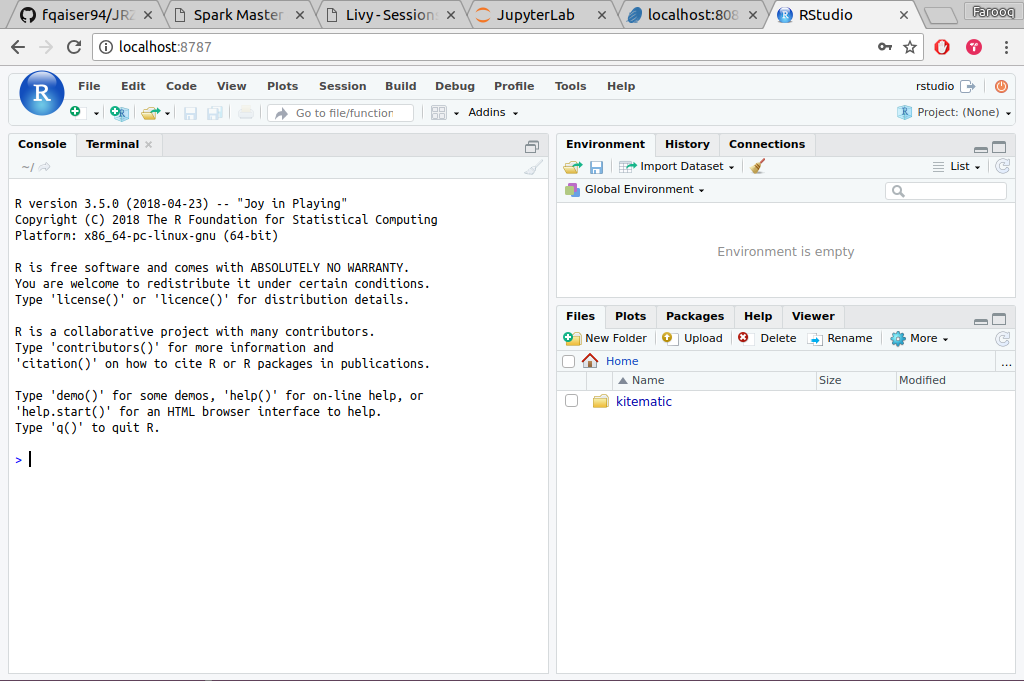 fqaiser94/JRZ
Spark Master
Livy - Session
JupyterLab
localhost:808
RStudio
Farooq
localhost:8787
R
File Edit Code View Plots Session Build Debug Profile Tools Help
rstudio
Go to file/function
Addins
Project: (None)
Console Terminal
~/
R version 3.5.0 (2018-04-23) -- "Joy in Playing"
Copyright (C) 2018 The R Foundation for Statistical Computing
Platform: x86_64-pc-linux-gnu (64-bit)
R is free software and comes with ABSOLUTELY NO WARRANTY.
You are welcome to redistribute it under certain conditions.
Type 'license()' or 'licence()' for distribution details.
R is a collaborative project with many contributors.
Type 'contributors()' for more information and
'citation()' on how to cite R or R packages in publications.
Type 'demo()' for some demos, 'help()' for on-line help, or
'help.start()' for an HTML browser interface to help.
Type 'q()' to quit R.
>
Environment History Connections
Import Dataset
List
Global Environment
Environment is empty
Files Plots Packages Help Viewer
New Folder Upload Delete Rename More
Home
...
Name Size Modified
kitematic